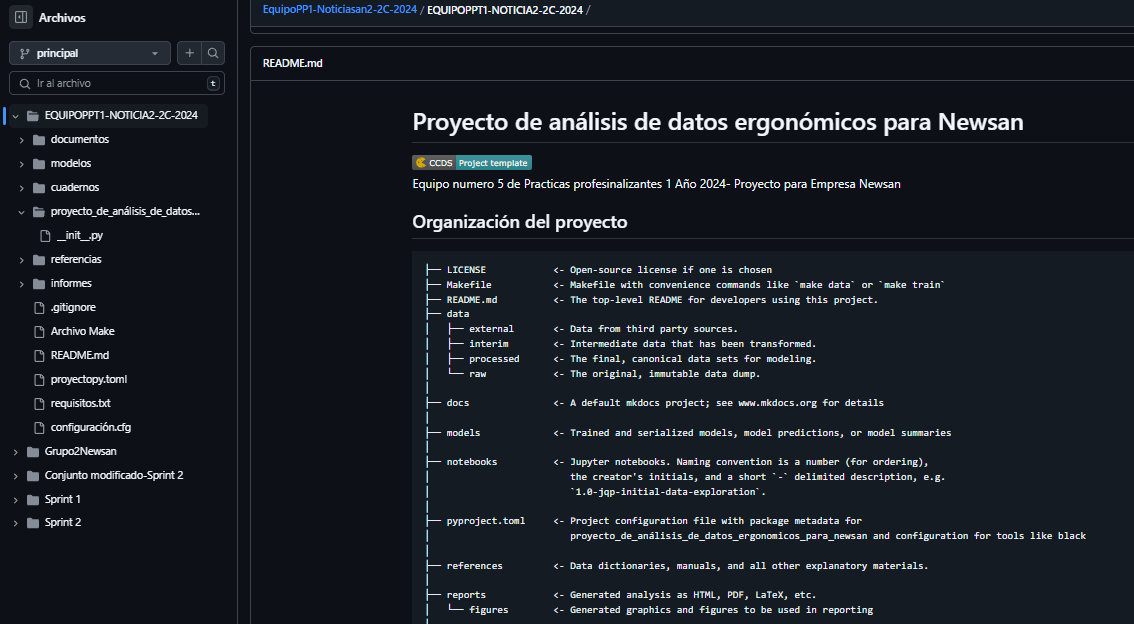 Archivos
principal
Ir al archivo
t
EQUIPOPPT1-NOTICIA2-2C-2024
documentos
modelos
cuadernos
proyecto_de_análisis_de_datos...
__init__.py
referencias
informes
.gitignore
Archivo Make
README.md
proyectopy.toml
requisitos.txt
configuración.cfg
Grupo2Newsan
Conjunto modificado-Sprint 2
Sprint 1
Sprint 2
EquipoPP1-Noticiasan2-2C-2024 / EQUIPOPPT1-NOTICIA2-2C-2024 /
README.md
Proyecto de análisis de datos ergonómicos para Newsan
CCDS Project template
Equipo numero 5 de Practicas profesinalizantes 1 Año 2024- Proyecto para Empresa Newsan
Organización del proyecto
├── LICENSE <- Open-source license if one is chosen
├── Makefile <- Makefile with convenience commands like `make data` or `make train`
├── README.md <- The top-level README for developers using this project.
├── data
│ ├── external <- Data from third party sources.
│ ├── interim <- Intermediate data that has been transformed.
│ ├── processed <- The final, canonical data sets for modeling.
│ └── raw <- The original, immutable data dump.
│
├── docs <- A default mkdocs project; see www.mkdocs.org for details
│
├── models <- Trained and serialized models, model predictions, or model summaries
│
├── notebooks <- Jupyter notebooks. Naming convention is a number (for ordering),
│ the creator's initials, and a short `-` delimited description, e.g.
│ `1.0-jqp-initial-data-exploration`.
│
├── pyproject.toml <- Project configuration file with package metadata for
│ proyecto_de_análisis_de_datos_ergonomicos_para_newsan and configuration for tools like black
│
├── references <- Data dictionaries, manuals, and all other explanatory materials.
│
├── reports <- Generated analysis as HTML, PDF, LaTeX, etc.
│ └── figures <- Generated graphics and figures to be used in reporting
│